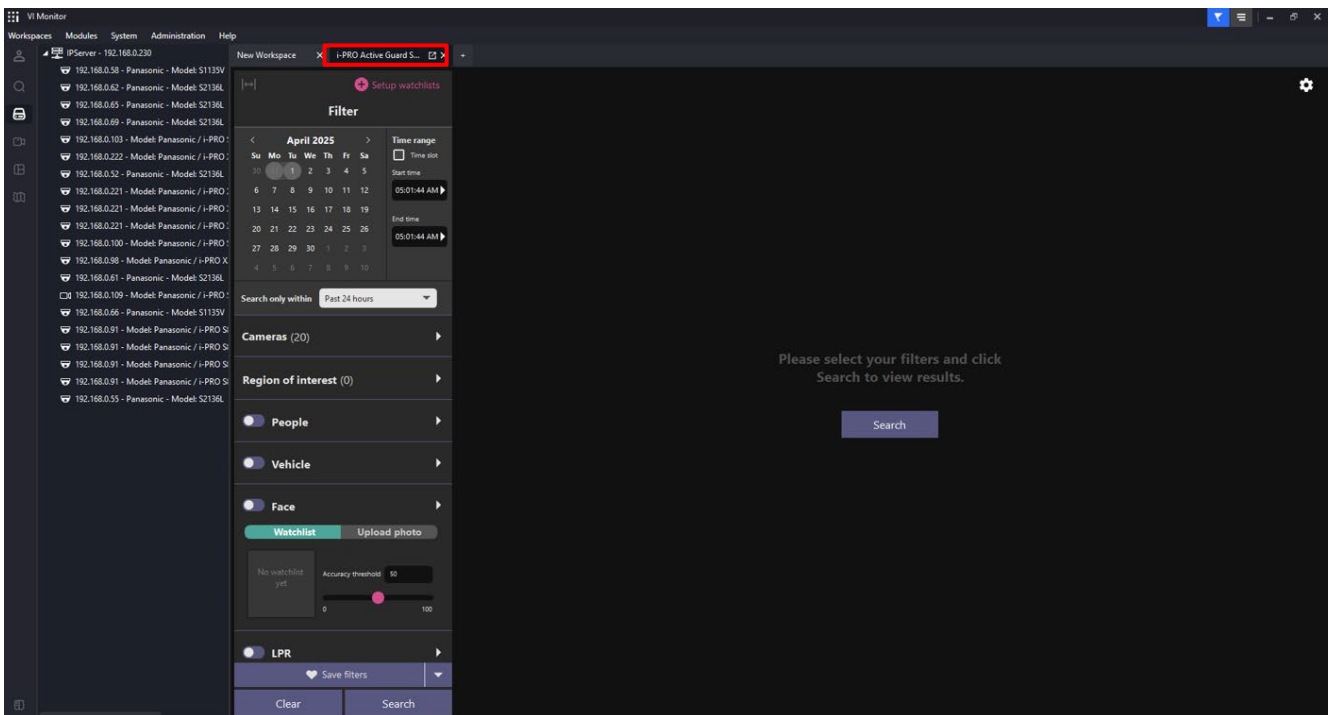 VI Monitor
Workspaces Modules System Administration Help
IPServer - 192.168.0.230
192.168.0.58 - Panasonic - Model: S1135V
192.168.0.62 - Panasonic - Model: S2136L
192.168.0.65 - Panasonic - Model: S2136L
192.168.0.69 - Panasonic - Model: S2136L
192.168.0.103 - Model: Panasonic / i-PRO
192.168.0.222 - Model: Panasonic / i-PRO
192.168.0.52 - Panasonic - Model: S2136L
192.168.0.221 - Model: Panasonic / i-PRO
192.168.0.221 - Model: Panasonic / i-PRO
192.168.0.221 - Model: Panasonic / i-PRO
192.168.0.100 - Model: Panasonic / i-PRO
192.168.0.98 - Model: Panasonic / i-PRO X
192.168.0.61 - Panasonic - Model: S2136L
192.168.0.109 - Model: Panasonic / i-PRO
192.168.0.66 - Panasonic - Model: S1135V
192.168.0.91 - Model: Panasonic / i-PRO S
192.168.0.91 - Model: Panasonic / i-PRO S
192.168.0.91 - Model: Panasonic / i-PRO S
192.168.0.91 - Model: Panasonic / i-PRO S
192.168.0.55 - Panasonic - Model: S2136L
New Workspace
i-PRO Active Guard S...
Setup watchlists
Filter
April 2025
Su Mo Tu We Th Fr Sa
30 1 2 3 4 5
6 7 8 9 10 11 12
13 14 15 16 17 18 19
20 21 22 23 24 25 26
27 28 29 30 1 2 3
4 5 6 7 8 9 10
Time range
Time slot
Start time
05:01:44 AM
End time
05:01:44 AM
Search only within Past 24 hours
Cameras (20)
Region of interest (0)
People
Vehicle
Face
Watchlist Upload photo
No watchlist
yet
Accuracy threshold 50
0 100
LPR
Save filters
Clear Search
Please select your filters and click
Search to view results.
Search